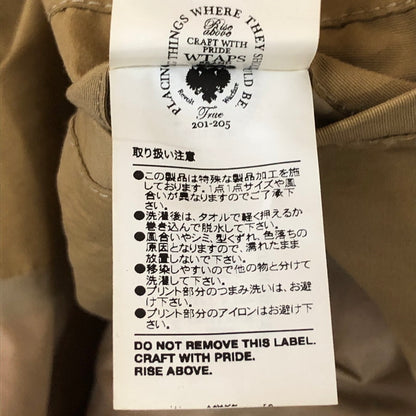 PLACING THINGS WHERE THEY SHOULD BE
Rise
above
CRAFT WITH
PRIDE
WTAPS
Revolt
True
201-205
取り扱い注意
●この製品は特殊な製品加工を施
しております。1点1点サイズや風
合いが異なりますのでご了承下
さい。
●洗濯後は、タオルで軽く押えるか
巻き込んで脱水して下さい。
●風合いやシミ、型くずれ、色落ちの
原因となりますので、濡れたまま
放置しないで下さい。
●移染しやすいので他の物と分けて
洗濯して下さい。
●プリント部分のつまみ洗いは、お避
け下さい。
●プリント部分のアイロンはお避け
下さい。
DO NOT REMOVE THIS LABEL.
CRAFT WITH PRIDE.
RISE ABOVE.